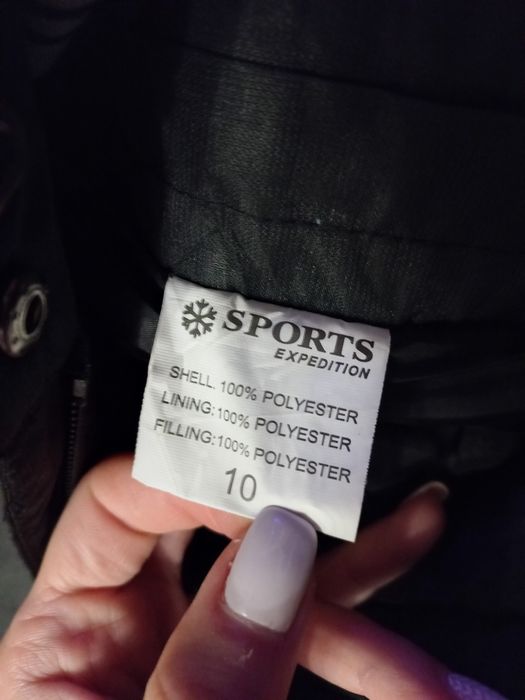 SPORTS
EXPEDITION
SHELL. 100% POLYESTER
LINING:100% POLYESTER
FILLING:100% POLYESTER
10